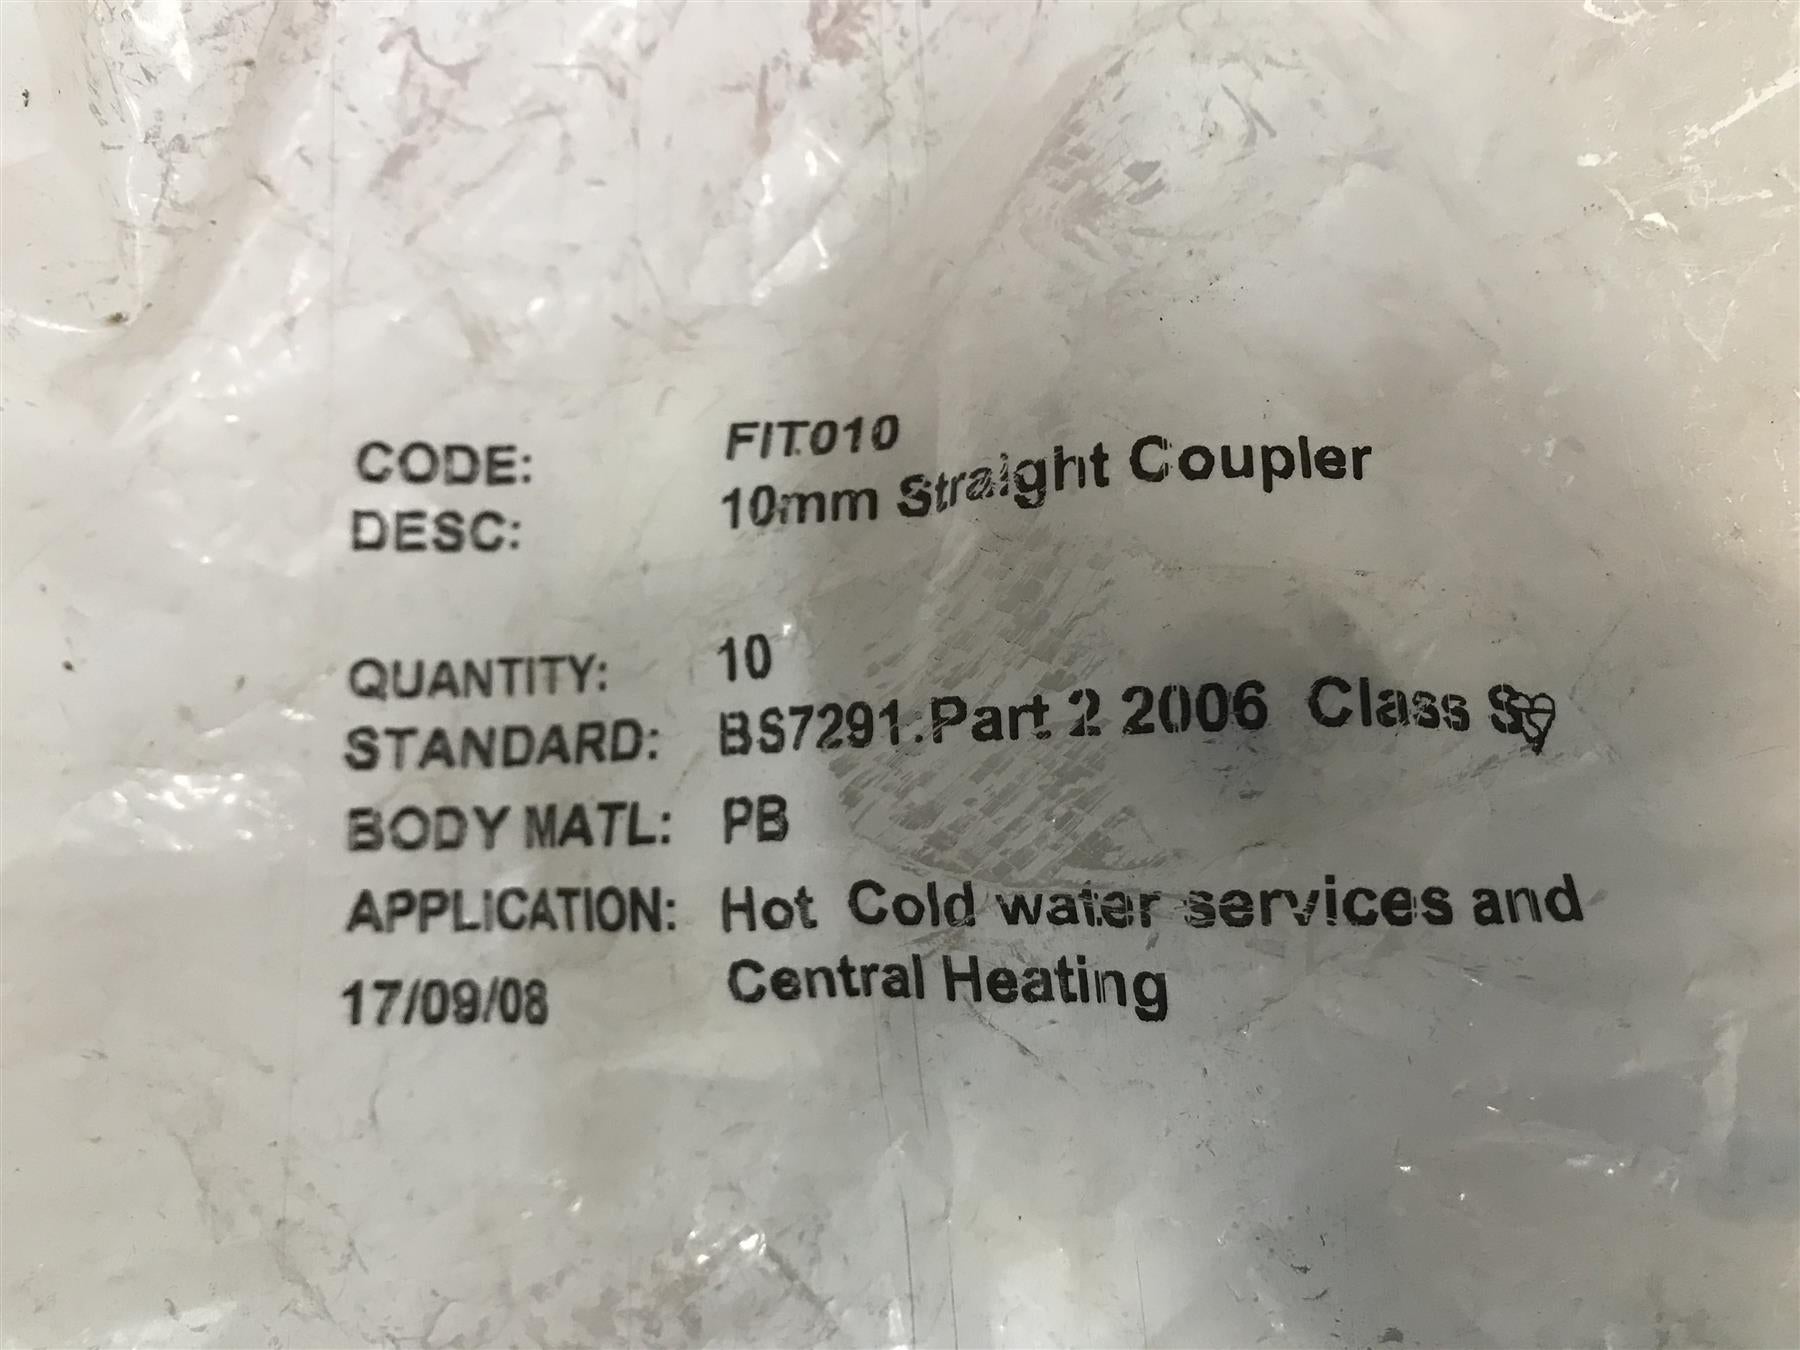 CODE: FIT010
DESC: 10mm Straight Coupler
QUANTITY: 10
STANDARD: BS7291:Part 2 2006 Class S
BODY MATL: PB
APPLICATION: Hot Cold water services and
17/09/08 Central Heating